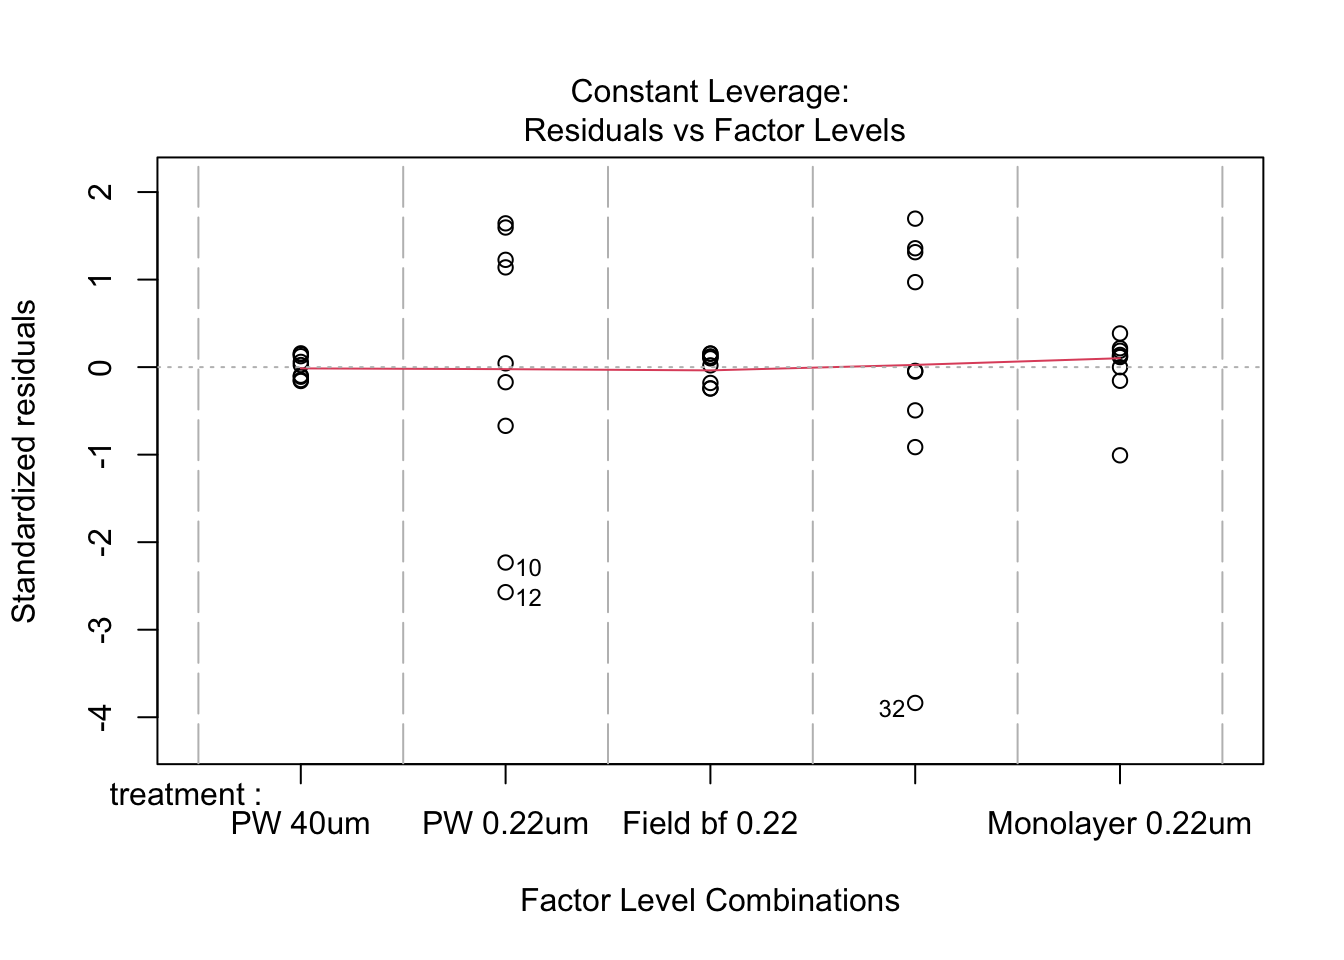 Constant Leverage:
Residuals vs Factor Levels
Standardized residuals
2
1
0
-1
-2
-3
-4
10
12
32
treatment :
PW 40um PW 0.22um Field bf 0.22 Monolayer 0.22um
Factor Level Combinations